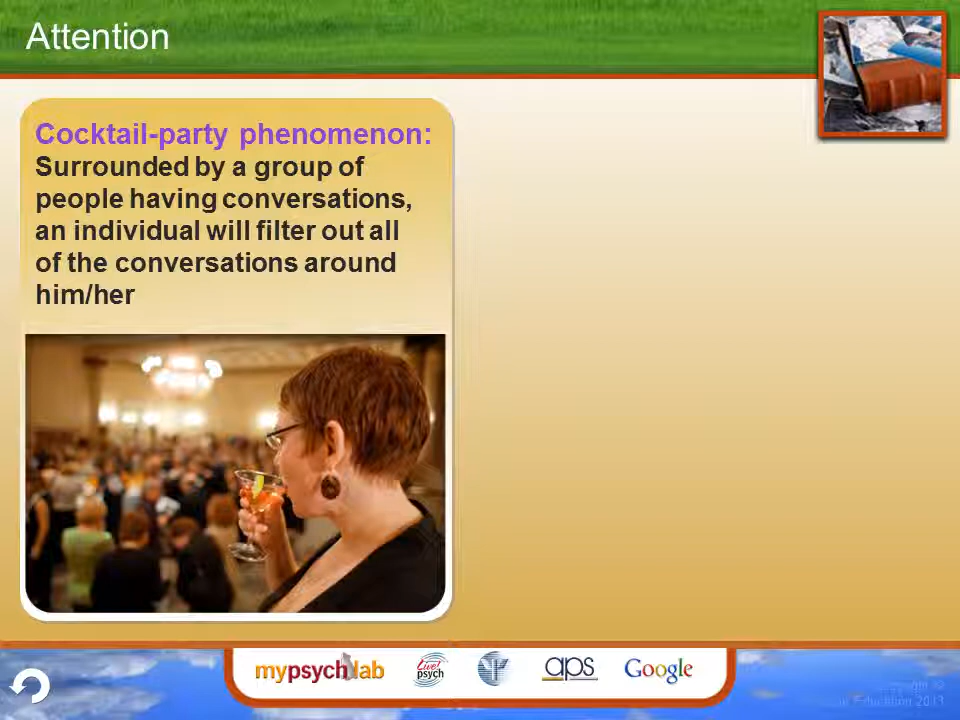 Attention
Cocktail-party phenomenon:
Surrounded by a group of
people having conversations,
an individual will filter out all
of the conversations around
him/her
mypsychlab
Live! psych
aps
Google
2013